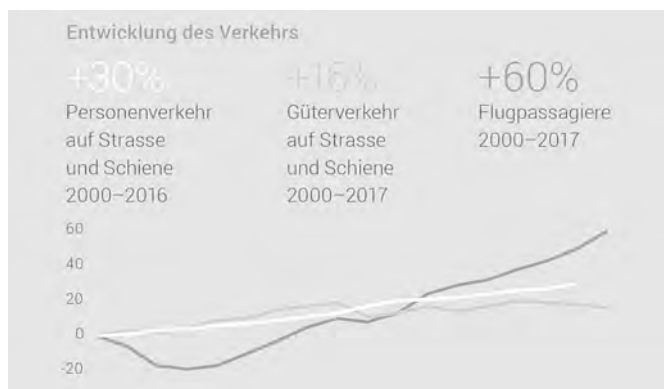 Entwicklung des Verkehrs
+30%
Personenverkehr
auf Strasse
und Schiene
2000–2016
+16%
Güterverkehr
auf Strasse
und Schiene
2000–2017
+60%
Flugpassagiere
2000–2017
60
40
20
0
-20